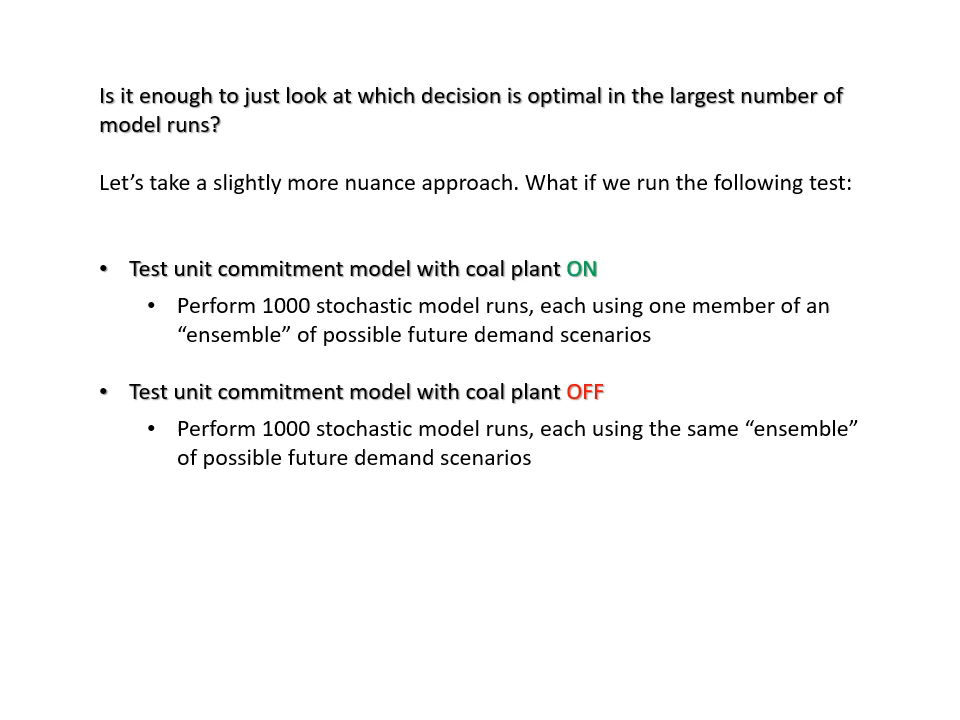 Is it enough to just look at which decision is optimal in the largest number of
model runs?
Let’s take a slightly more nuance approach. What if we run the following test:
• Test unit commitment model with coal plant ON
• Perform 1000 stochastic model runs, each using one member of an
“ensemble” of possible future demand scenarios
• Test unit commitment model with coal plant OFF
• Perform 1000 stochastic model runs, each using the same “ensemble”
of possible future demand scenarios